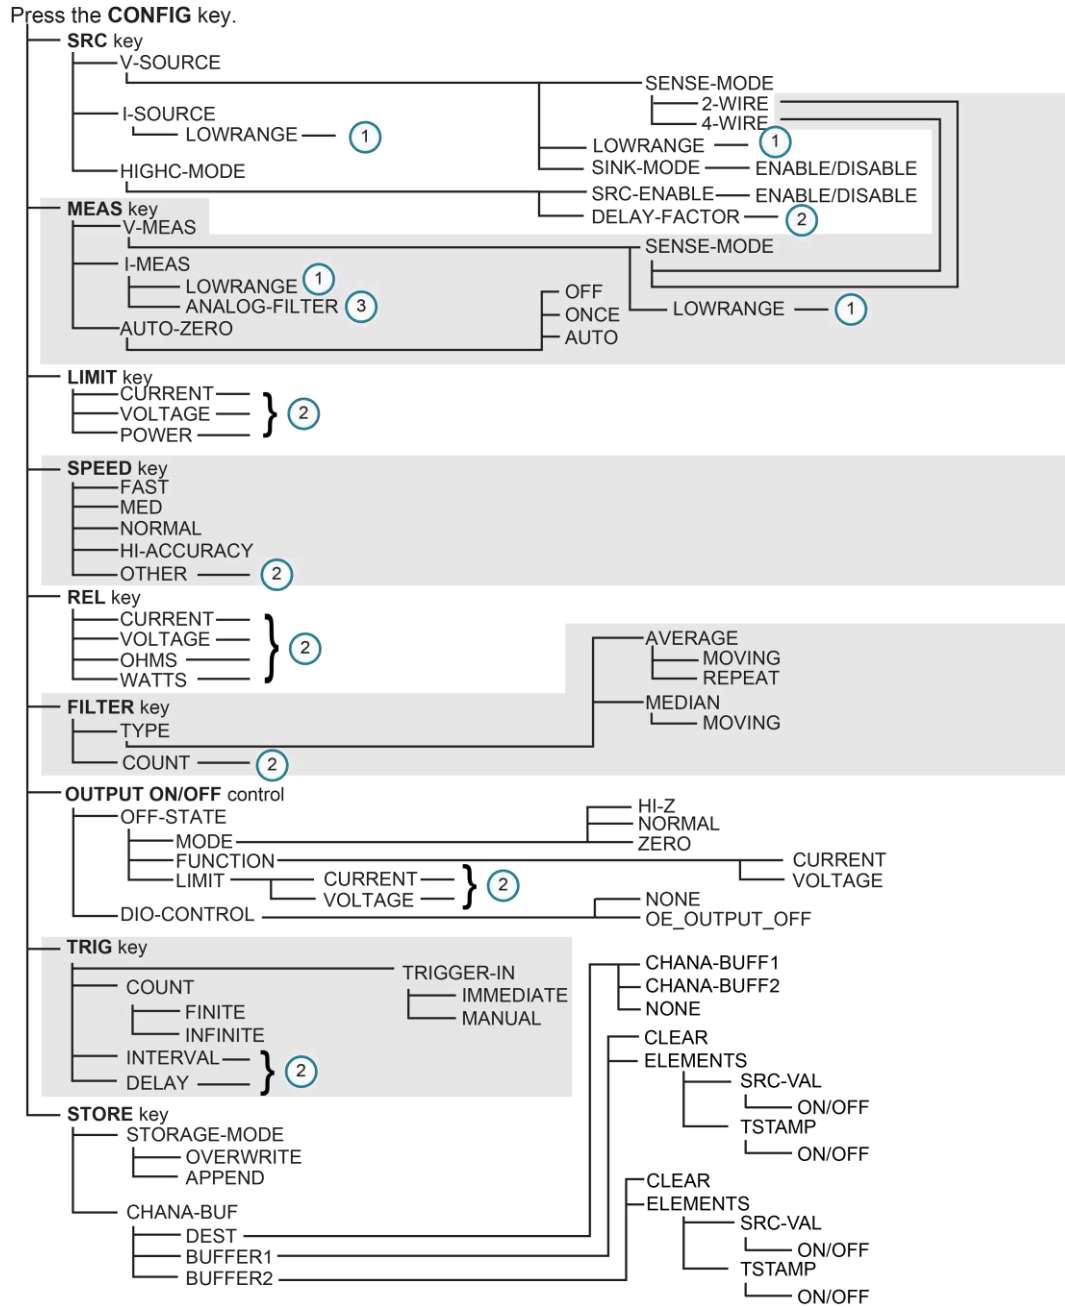 Press the CONFIG key.
SRC key
V-SOURCE
SENSE-MODE
2-WIRE
4-WIRE
I-SOURCE
LOWRANGE 1
LOWRANGE 1
SINK-MODE ENABLE/DISABLE
HIGHC-MODE
SRC-ENABLE ENABLE/DISABLE
DELAY-FACTOR 2
MEAS key
V-MEAS
SENSE-MODE
LOWRANGE 1
I-MEAS
LOWRANGE 1
ANALOG-FILTER 3
AUTO-ZERO
OFF
ONCE
AUTO
LIMIT key
CURRENT
VOLTAGE } 2
POWER
SPEED key
FAST
MED
NORMAL
HI-ACCURACY
OTHER 2
REL key
CURRENT
VOLTAGE } 2
OHMS
WATTS
FILTER key
TYPE
AVERAGE
MOVING
REPEAT
MEDIAN
MOVING
COUNT 2
OUTPUT ON/OFF control
OFF-STATE
MODE
HI-Z
NORMAL
ZERO
FUNCTION
CURRENT
VOLTAGE
LIMIT CURRENT
VOLTAGE } 2
DIO-CONTROL
NONE
OE_OUTPUT_OFF
TRIG key
TRIGGER-IN
IMMEDIATE
MANUAL
COUNT
FINITE
INFINITE
INTERVAL
DELAY } 2
STORE key
STORAGE-MODE
OVERWRITE
APPEND
CHANA-BUF
DEST
CHANA-BUFF1
CHANA-BUFF2
NONE
BUFFER1
CLEAR
ELEMENTS
SRC-VAL
ON/OFF
TSTAMP
ON/OFF
BUFFER2
CLEAR
ELEMENTS
SRC-VAL
ON/OFF
TSTAMP
ON/OFF